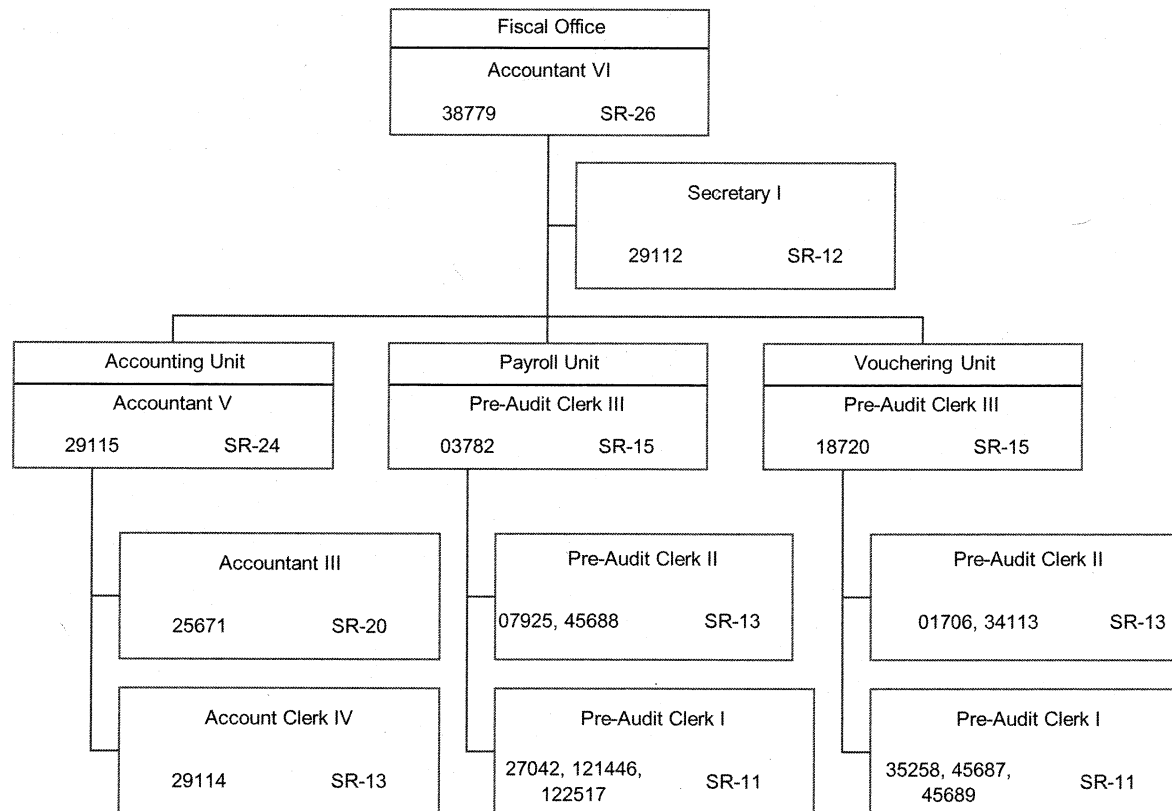 Fiscal Office
Accountant VI
38779 SR-26
Secretary I
29112 SR-12
Accounting Unit
Accountant V
29115 SR-24
Payroll Unit
Pre-Audit Clerk III
03782 SR-15
Vouchering Unit
Pre-Audit Clerk III
18720 SR-15
Accountant III
25671 SR-20
Pre-Audit Clerk II
07925, 45688 SR-13
Pre-Audit Clerk II
01706, 34113 SR-13
Account Clerk IV
29114 SR-13
Pre-Audit Clerk I
27042, 121446,
122517 SR-11
Pre-Audit Clerk I
35258, 45687,
45689 SR-11